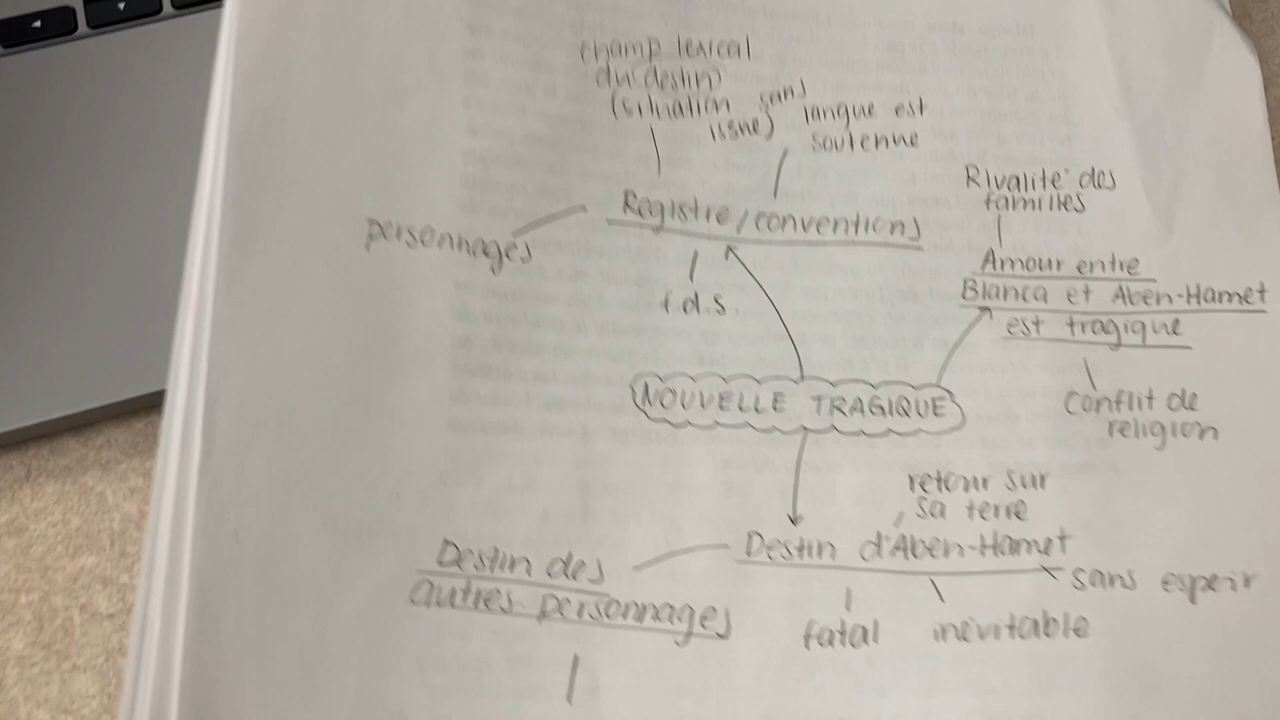 champ lexical
du destin)
(situation sans
issue)
langue est
soutenue
Registre/conventions
personnages
f.d.s.
Rivalité des
familles
Amour entre
Blanca et Aben-Hamet
est tragique
conflit de
religion
NOUVELLE TRAGIQUE
retour sur
sa terre
Destin d'Aben-Hamet
sans espoir
fatal
inévitable
Destin des
autres personnages